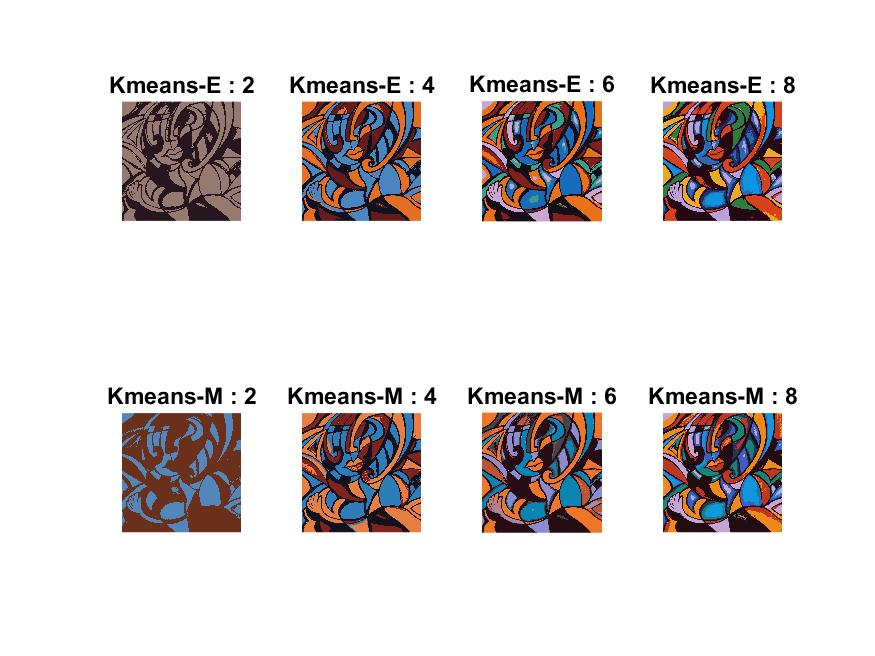 Kmeans-E : 2
Kmeans-E : 4
Kmeans-E : 6
Kmeans-E : 8
Kmeans-M : 2
Kmeans-M : 4
Kmeans-M : 6
Kmeans-M : 8